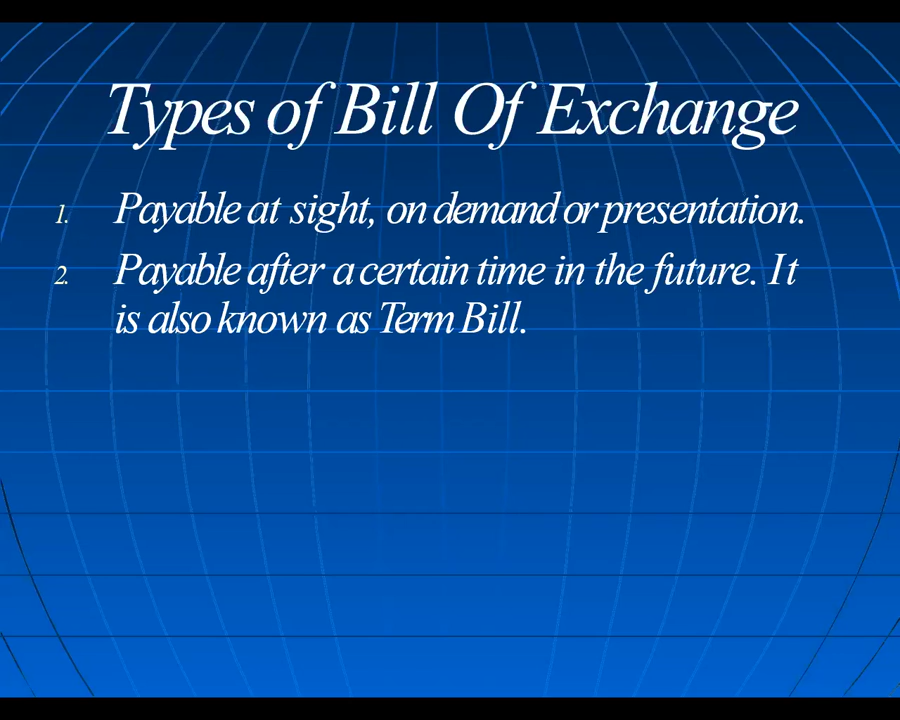 Types of Bill Of Exchange
1. Payable at sight, on demand or presentation.
2. Payable after a certain time in the future. It
is also known as Term Bill.